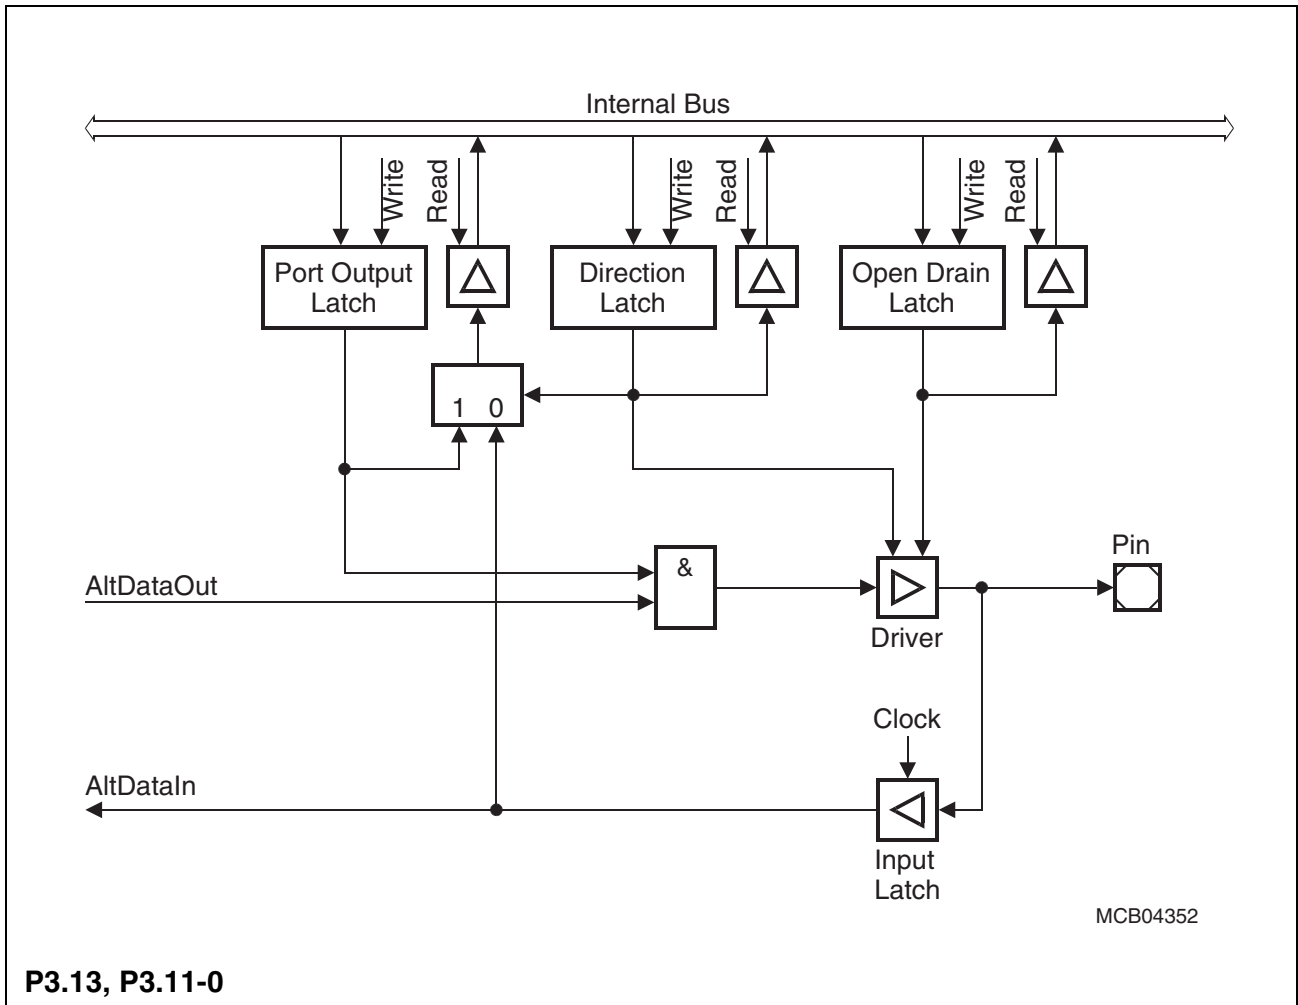 Internal Bus
Write
Read
Write
Read
Write
Read
Port Output
Latch
Direction
Latch
Open Drain
Latch
1 0
&
Pin
AltDataOut
Driver
Clock
AltDataIn
Input
Latch
MCB04352
P3.13, P3.11-0